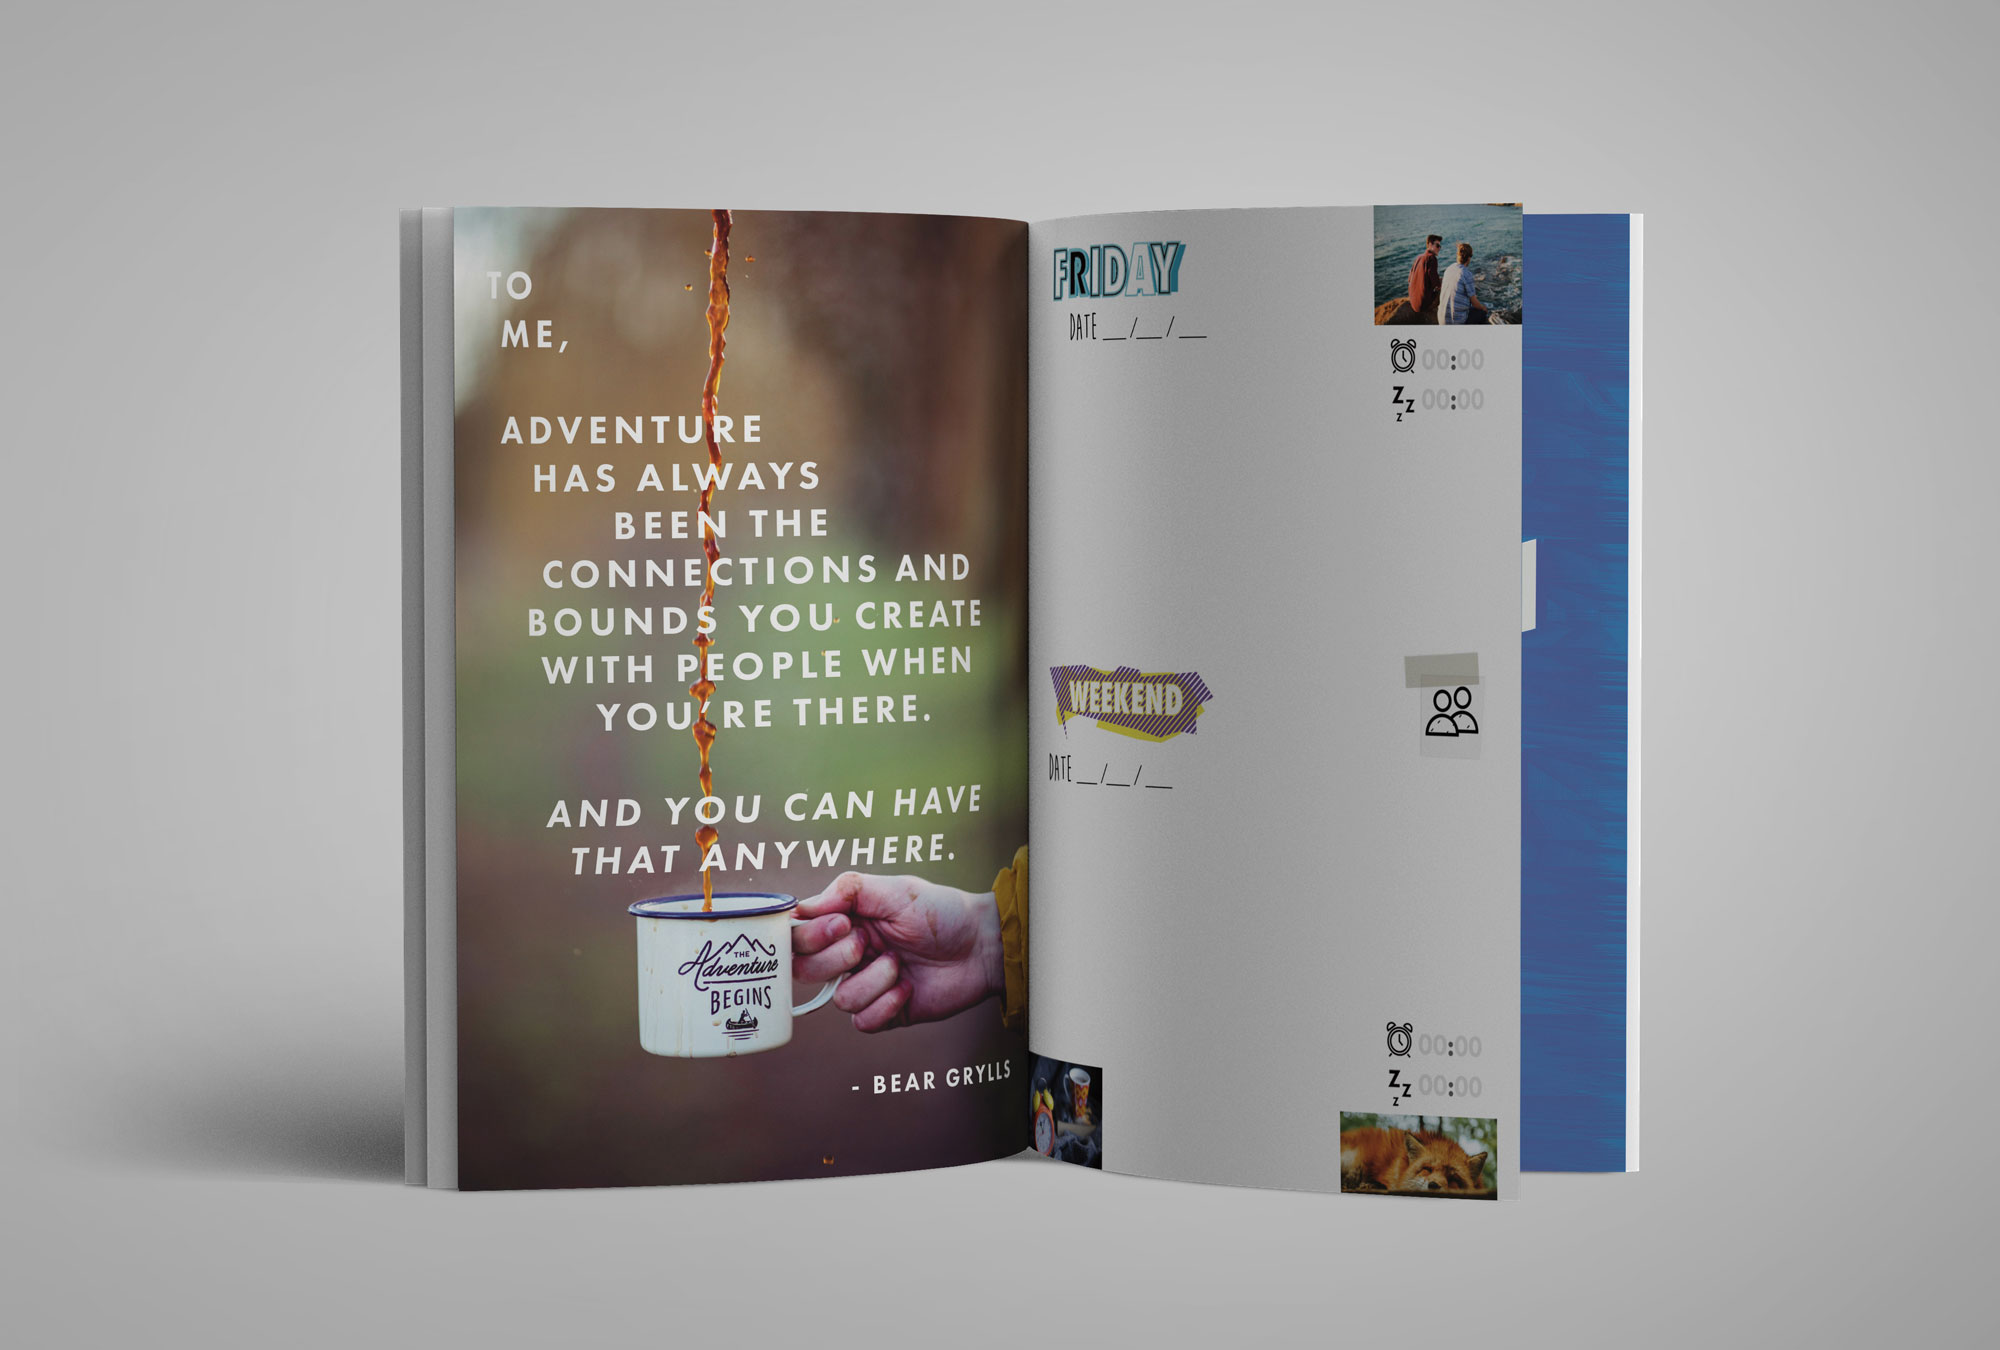 TO
ME,
ADVENTURE
HAS ALWAYS
BEEN THE
CONNECTIONS AND
BOUNDS YOU CREATE
WITH PEOPLE WHEN
YOU'RE THERE.
AND YOU CAN HAVE
THAT ANYWHERE.
THE
Adventure
BEGINS
- BEAR GRYLLS
FRIDAY
DATE __/__/__
00:00
Zzz 00:00
WEEKEND
DATE __/__/__
00:00
Zzz 00:00